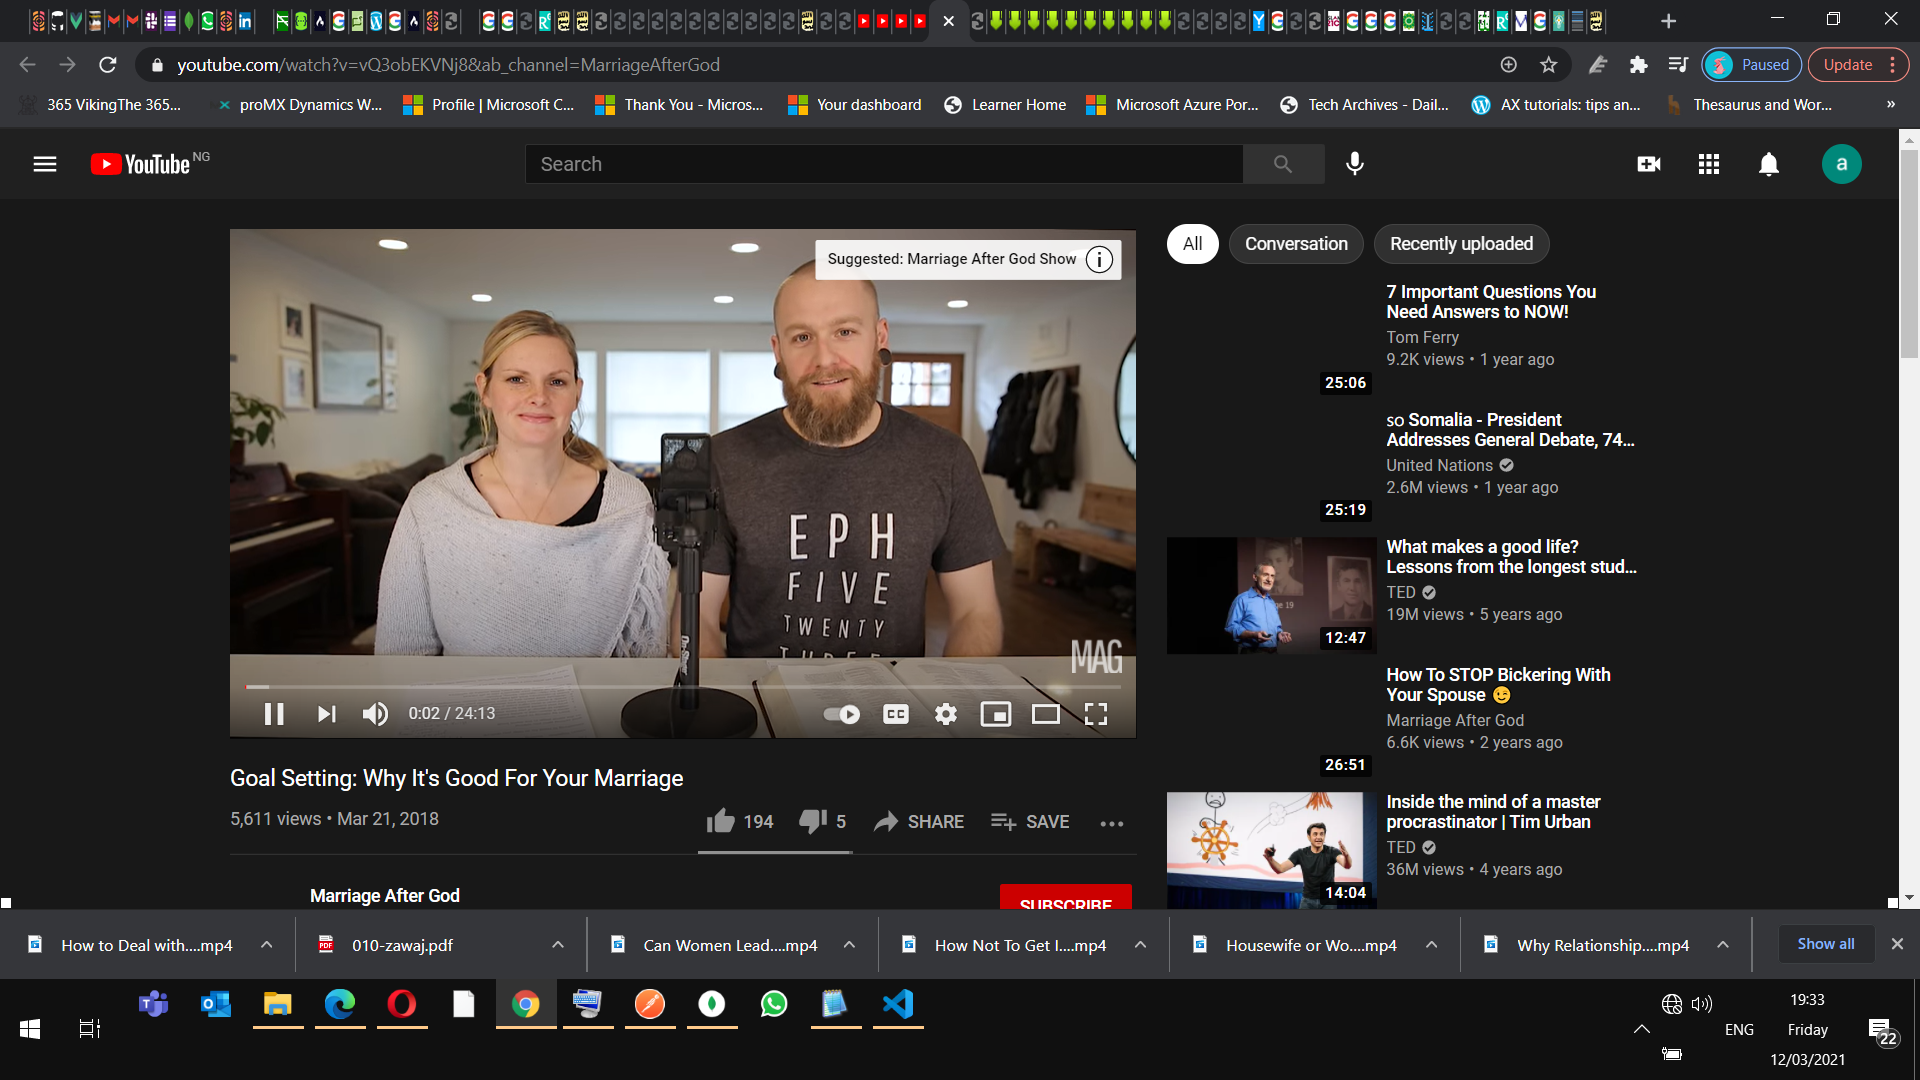 youtube.com/watch?v=vQ3obEKVNj8&ab_channel=MarriageAfterGod
Paused
Update
365 VikingThe 365...
proMX Dynamics W...
Profile | Microsoft C...
Thank You - Micros...
Your dashboard
Learner Home
Microsoft Azure Por...
Tech Archives - Dail...
AX tutorials: tips an...
Thesaurus and Wor...
»
YouTube NG
Search
a
Suggested: Marriage After God Show
EPH
FIVE
TWENTY
THREE
MAG
0:02 / 24:13
CC
Goal Setting: Why It's Good For Your Marriage
5,611 views • Mar 21, 2018
194
5
SHARE
SAVE
Marriage After God
SUBSCRIBE
All
Conversation
Recently uploaded
7 Important Questions You
Need Answers to NOW!
Tom Ferry
9.2K views • 1 year ago
25:06
so Somalia - President
Addresses General Debate, 74...
United Nations
2.6M views • 1 year ago
25:19
What makes a good life?
Lessons from the longest stud...
TED
19M views • 5 years ago
12:47
How To STOP Bickering With
Your Spouse 😉
Marriage After God
6.6K views • 2 years ago
26:51
Inside the mind of a master
procrastinator | Tim Urban
TED
36M views • 4 years ago
14:04
How to Deal with....mp4
010-zawaj.pdf
Can Women Lead....mp4
How Not To Get I....mp4
Housewife or Wo....mp4
Why Relationship....mp4
Show all
19:33
ENG
Friday
22
12/03/2021